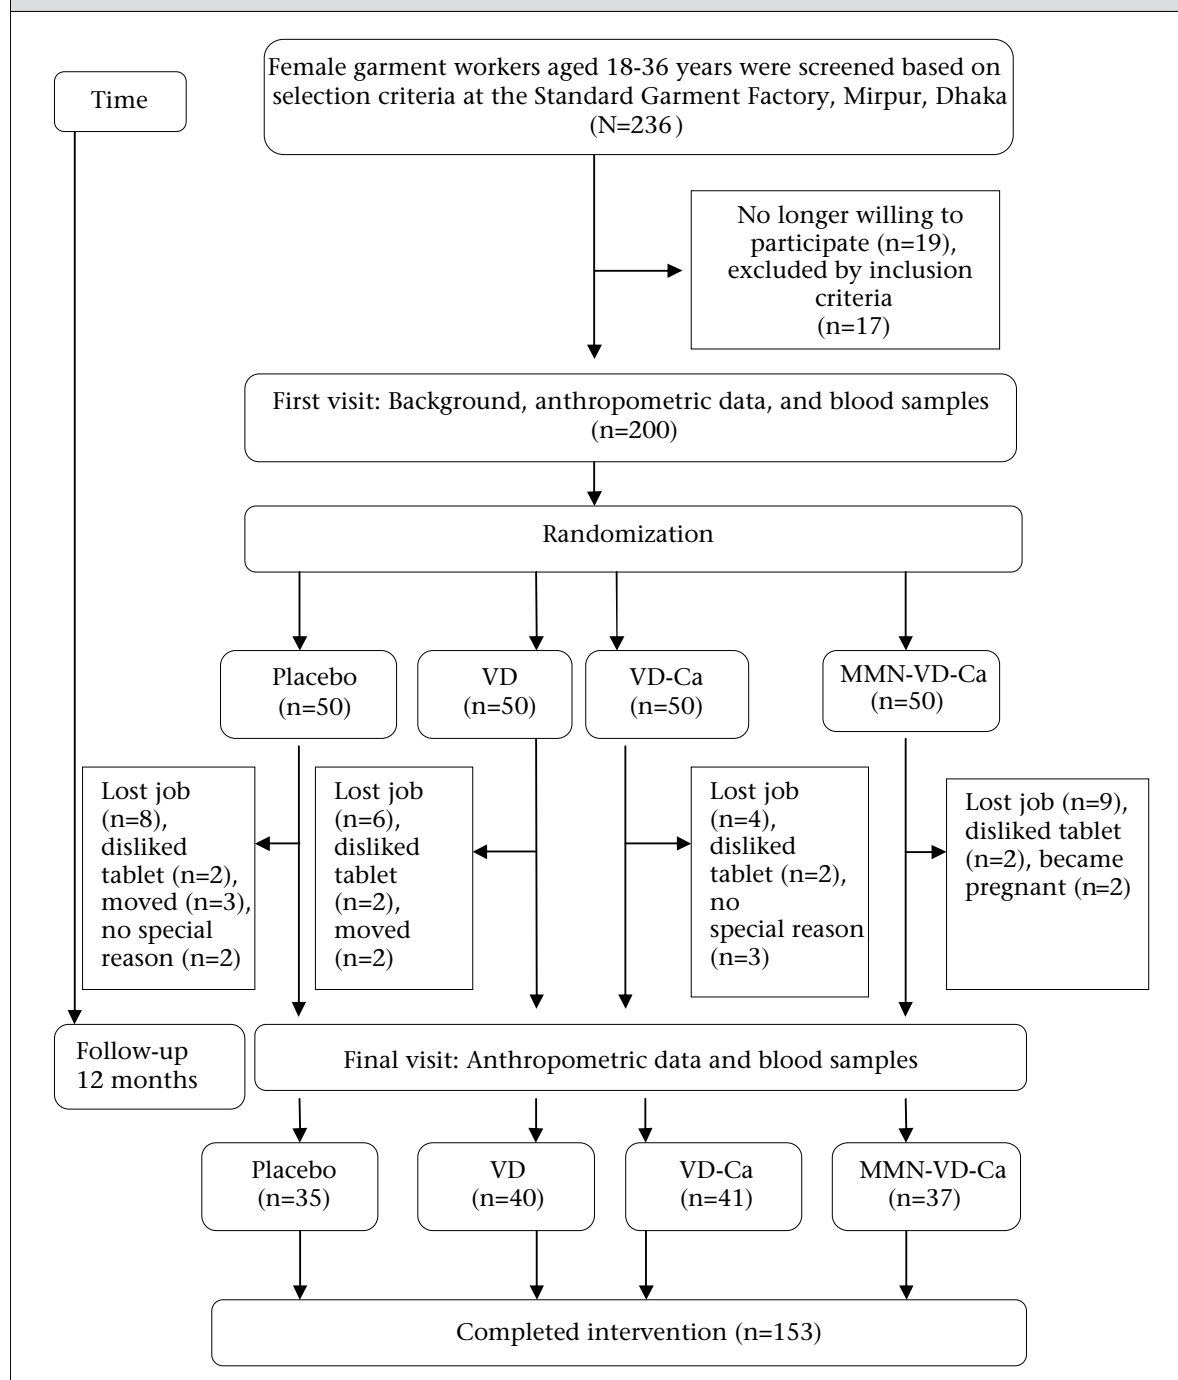 Time
Female garment workers aged 18-36 years were screened based on
selection criteria at the Standard Garment Factory, Mirpur, Dhaka
(N=236)
No longer willing to
participate (n=19),
excluded by inclusion
criteria
(n=17)
First visit: Background, anthropometric data, and blood samples
(n=200)
Randomization
Placebo
(n=50)
VD
(n=50)
VD-Ca
(n=50)
MMN-VD-Ca
(n=50)
Lost job
(n=8),
disliked
tablet (n=2),
moved (n=3),
no special
reason (n=2)
Lost job
(n=6),
disliked
tablet
(n=2),
moved
(n=2)
Lost job
(n=4),
disliked
tablet (n=2),
no
special reason
(n=3)
Lost job (n=9),
disliked tablet
(n=2), became
pregnant (n=2)
Follow-up
12 months
Final visit: Anthropometric data and blood samples
Placebo
(n=35)
VD
(n=40)
VD-Ca
(n=41)
MMN-VD-Ca
(n=37)
Completed intervention (n=153)